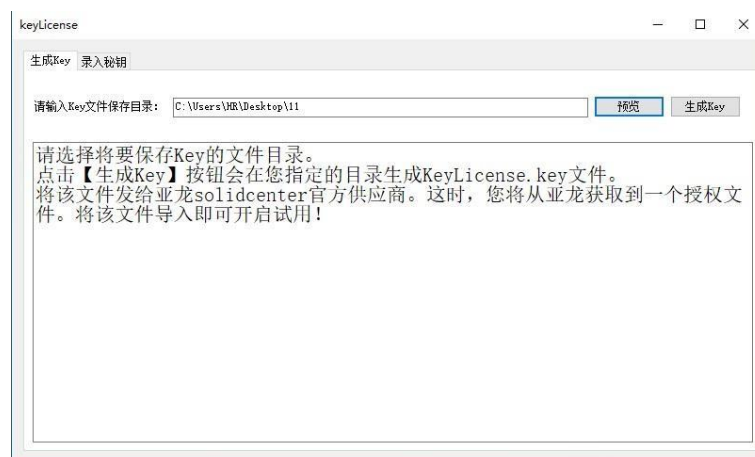 keyLicense
生成Key 录入秘钥
请输入Key文件保存目录： C:\Users\HR\Desktop\11 预览 生成Key
请选择将要保存Key的文件目录。
点击【生成Key】按钮会在您指定的目录生成KeyLicense.key文件。
将该文件发给亚龙solidcenter官方供应商。这时，您将从亚龙获取到一个授权文
件。将该文件导入即可开启试用！